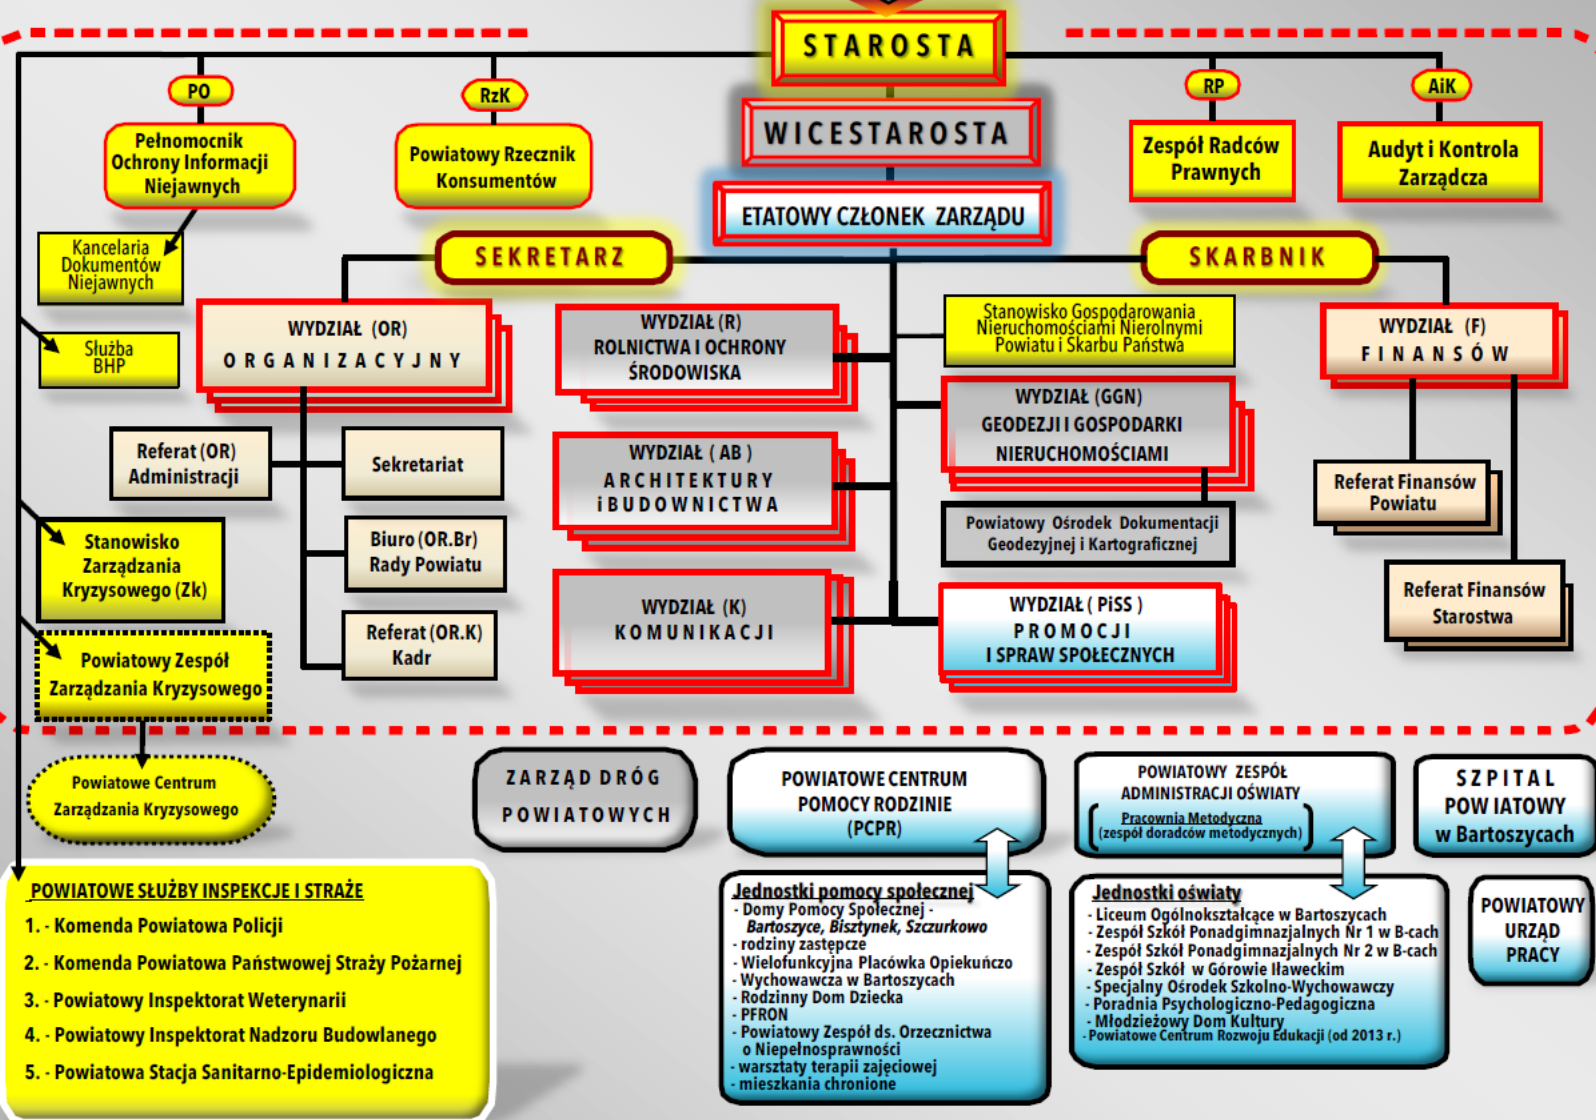 STAROSTA
PO
RzK
RP
AiK
WICESTAROSTA
Pełnomocnik
Ochrony Informacji
Niejawnych
Powiatowy Rzecznik
Konsumentów
Zespół Radców
Prawnych
Audyt i Kontrola
Zarządcza
ETATOWY CZŁONEK ZARZĄDU
Kancelaria
Dokumentów
Niejawnych
SEKRETARZ
SKARBNIK
Służba
BHP
WYDZIAŁ (OR)
ORGANIZACYJNY
WYDZIAŁ (R)
ROLNICTWA I OCHRONY
ŚRODOWISKA
Stanowisko Gospodarowania
Nieruchomościami Nierolnymi
Powiatu i Skarbu Państwa
WYDZIAŁ (F)
FINANSÓW
WYDZIAŁ (GGN)
GEODEZJI I GOSPODARKI
NIERUCHOMOŚCIAMI
Referat (OR)
Administracji
Sekretariat
WYDZIAŁ ( AB )
ARCHITEKTURY
i BUDOWNICTWA
Referat Finansów
Powiatu
Powiatowy Ośrodek Dokumentacji
Geodezyjnej i Kartograficznej
Stanowisko
Zarządzania
Kryzysowego (Zk)
Biuro (OR.Br)
Rady Powiatu
Referat Finansów
Starostwa
WYDZIAŁ (K)
KOMUNIKACJI
WYDZIAŁ ( PiSS )
PROMOCJI
I SPRAW SPOŁECZNYCH
Referat (OR.K)
Kadr
Powiatowy Zespół
Zarządzania Kryzysowego
Powiatowe Centrum
Zarządzania Kryzysowego
ZARZĄD DRÓG
POWIATOWYCH
POWIATOWE CENTRUM
POMOCY RODZINIE
(PCPR)
POWIATOWY ZESPÓŁ
ADMINISTRACJI OŚWIATY
Pracownia Metodyczna
(zespół doradców metodycznych)
SZPITAL
POW IATOWY
w Bartoszycach
POWIATOWE SŁUŻBY INSPEKCJE I STRAŻE
1. - Komenda Powiatowa Policji
2. - Komenda Powiatowa Państwowej Straży Pożarnej
3. - Powiatowy Inspektorat Weterynarii
4. - Powiatowy Inspektorat Nadzoru Budowlanego
5. - Powiatowa Stacja Sanitarno-Epidemiologiczna
Jednostki pomocy społecznej
- Domy Pomocy Społecznej -
Bartoszyce, Bisztynek, Szczurkowo
- rodziny zastępcze
- Wielofunkcyjna Placówka Opiekuńczo
- Wychowawcza w Bartoszycach
- Rodzinny Dom Dziecka
- PFRON
- Powiatowy Zespół ds. Orzecznictwa
o Niepełnosprawności
- warsztaty terapii zajęciowej
- mieszkania chronione
Jednostki oświaty
- Liceum Ogólnokształcące w Bartoszycach
- Zespół Szkół Ponadgimnazjalnych Nr 1 w B-cach
- Zespół Szkół Ponadgimnazjalnych Nr 2 w B-cach
- Zespół Szkół w Górowie Iławeckim
- Specjalny Ośrodek Szkolno-Wychowawczy
- Poradnia Psychologiczno-Pedagogiczna
- Młodzieżowy Dom Kultury
- Powiatowe Centrum Rozwoju Edukacji (od 2013 r.)
POWIATOWY
URZĄD
PRACY